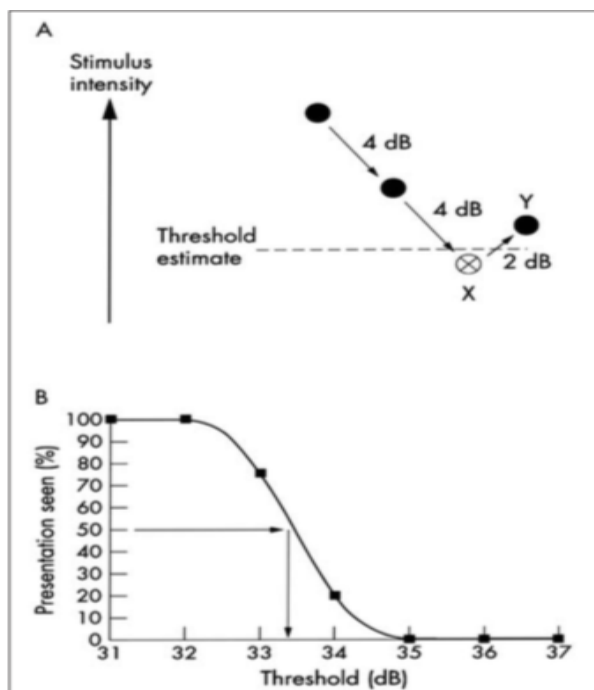 A
Stimulus
intensity
4 dB
4 dB
Y
Threshold
estimate
2 dB
X
B
Presentation seen (%)
100
90
80
70
60
50
40
30
20
10
0
31 32 33 34 35 36 37
Threshold (dB)